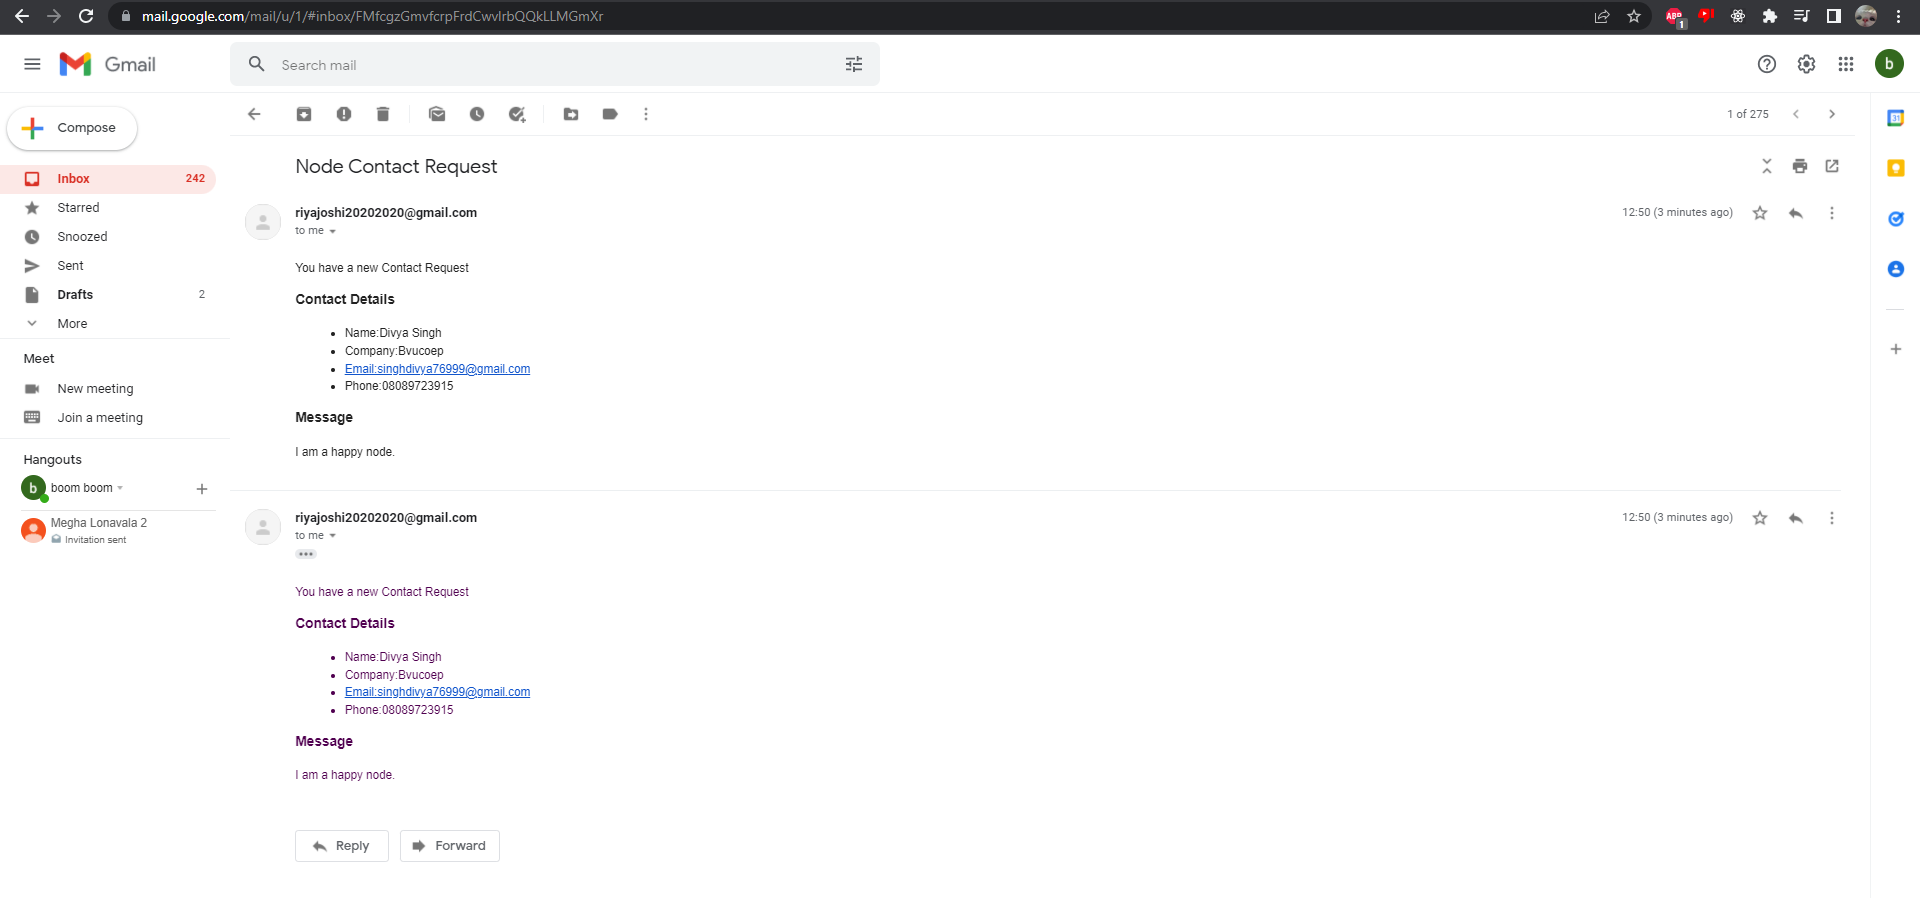 mail.google.com/mail/u/1/#inbox/FMfcgzGmvfcrpFrdCwvlrbQQkLLMGmXr
ABP
1
Gmail
Search mail
b
Compose
1 of 275
31
Inbox 242
Starred
Snoozed
Sent
Drafts 2
More
Meet
New meeting
Join a meeting
Hangouts
b boom boom
Megha Lonavala 2
Invitation sent
Node Contact Request
riyajoshi20202020@gmail.com 12:50 (3 minutes ago)
to me
You have a new Contact Request
Contact Details
Name:Divya Singh
Company:Bvucoep
Email:singhdivya76999@gmail.com
Phone:08089723915
Message
I am a happy node.
riyajoshi20202020@gmail.com 12:50 (3 minutes ago)
to me
You have a new Contact Request
Contact Details
Name:Divya Singh
Company:Bvucoep
Email:singhdivya76999@gmail.com
Phone:08089723915
Message
I am a happy node.
Reply Forward